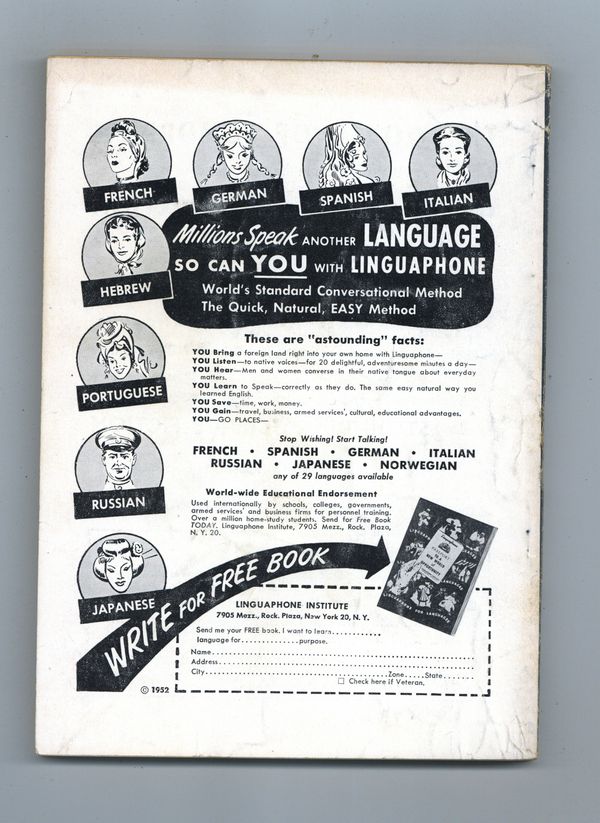 FRENCH
GERMAN
SPANISH
ITALIAN
HEBREW
PORTUGUESE
RUSSIAN
JAPANESE
Millions Speak ANOTHER LANGUAGE
SO CAN YOU WITH LINGUAPHONE
World's Standard Conversational Method
The Quick, Natural, EASY Method
These are "astounding" facts:
YOU Bring a foreign land right into your own home with Linguaphone—
YOU Listen—to native voices—for 20 delightful, adventuresome minutes a day—
YOU Hear—Men and women converse in their native tongue about everyday
matters.
YOU Learn to Speak—correctly as they do. The same easy natural way you
learned English.
YOU Save—time, work, money.
YOU Gain—travel, business, armed services', cultural, educational advantages.
YOU—GO PLACES—
Stop Wishing! Start Talking!
FRENCH • SPANISH • GERMAN • ITALIAN
RUSSIAN • JAPANESE • NORWEGIAN
any of 29 languages available
World-wide Educational Endorsement
Used internationally by schools, colleges, governments,
armed services' and business firms for personnel training.
Over a million home-study students. Send for Free Book
TODAY. Linguaphone Institute, 7905 Mezz., Rock. Plaza,
N. Y. 20.
WRITE FOR FREE BOOK
LINGUAPHONE INSTITUTE
7905 Mezz., Rock. Plaza, New York 20, N. Y.
Send me your FREE book. I want to learn............
language for..............purpose.
Name........................................
Address........................................
City........................Zone.....State........
□ Check here if Veteran.
© 1952